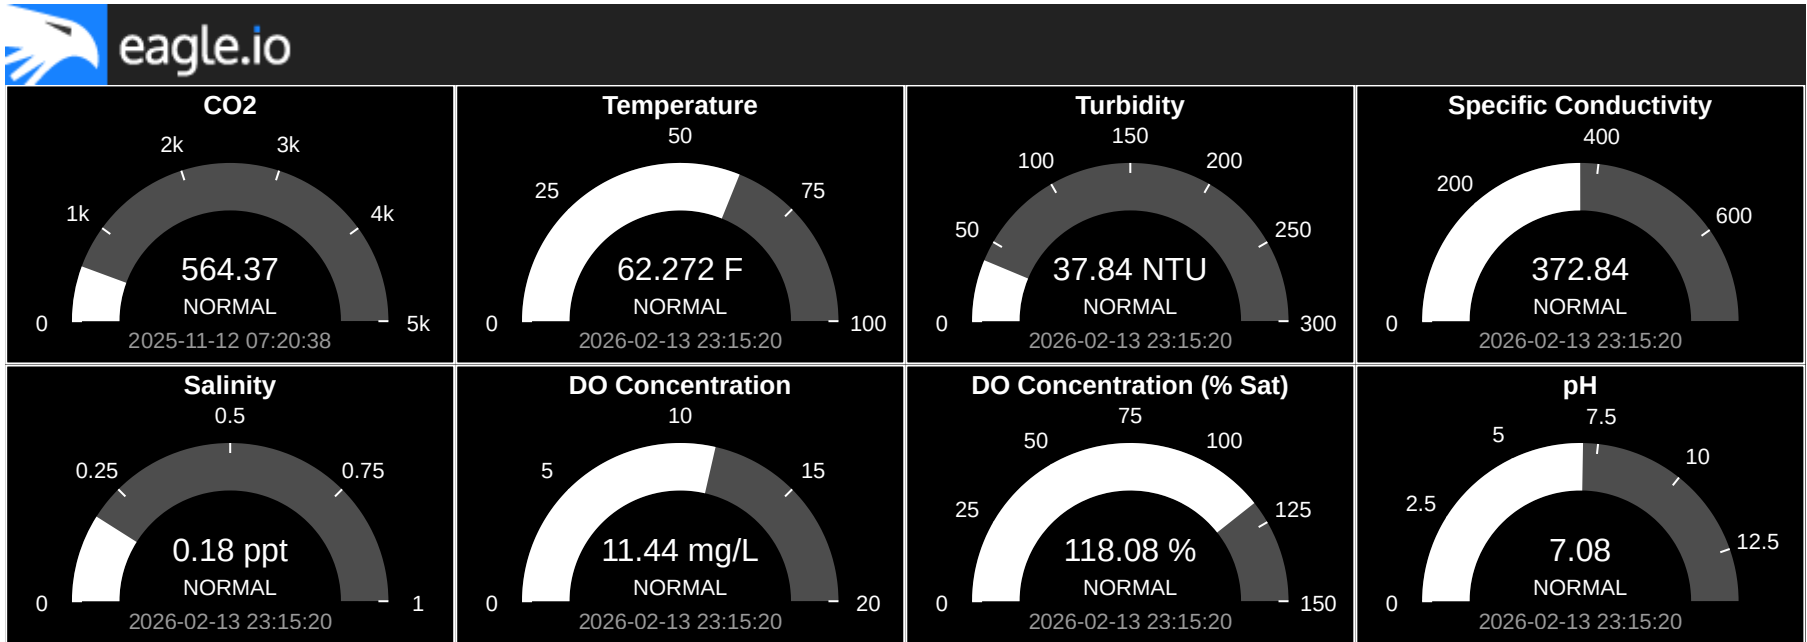 eagle.io
CO2
0
1k
2k
3k
4k
5k
564.37
NORMAL
2025-11-12 07:20:38
Temperature
0
25
50
75
100
62.272 F
NORMAL
2026-02-13 23:15:20
Turbidity
0
50
100
150
200
250
300
37.84 NTU
NORMAL
2026-02-13 23:15:20
Specific Conductivity
0
200
400
600
372.84
NORMAL
2026-02-13 23:15:20
Salinity
0
0.25
0.5
0.75
1
0.18 ppt
NORMAL
2026-02-13 23:15:20
DO Concentration
0
5
10
15
20
11.44 mg/L
NORMAL
2026-02-13 23:15:20
DO Concentration (% Sat)
0
25
50
75
100
125
150
118.08 %
NORMAL
2026-02-13 23:15:20
pH
0
2.5
5
7.5
10
12.5
7.08
NORMAL
2026-02-13 23:15:20